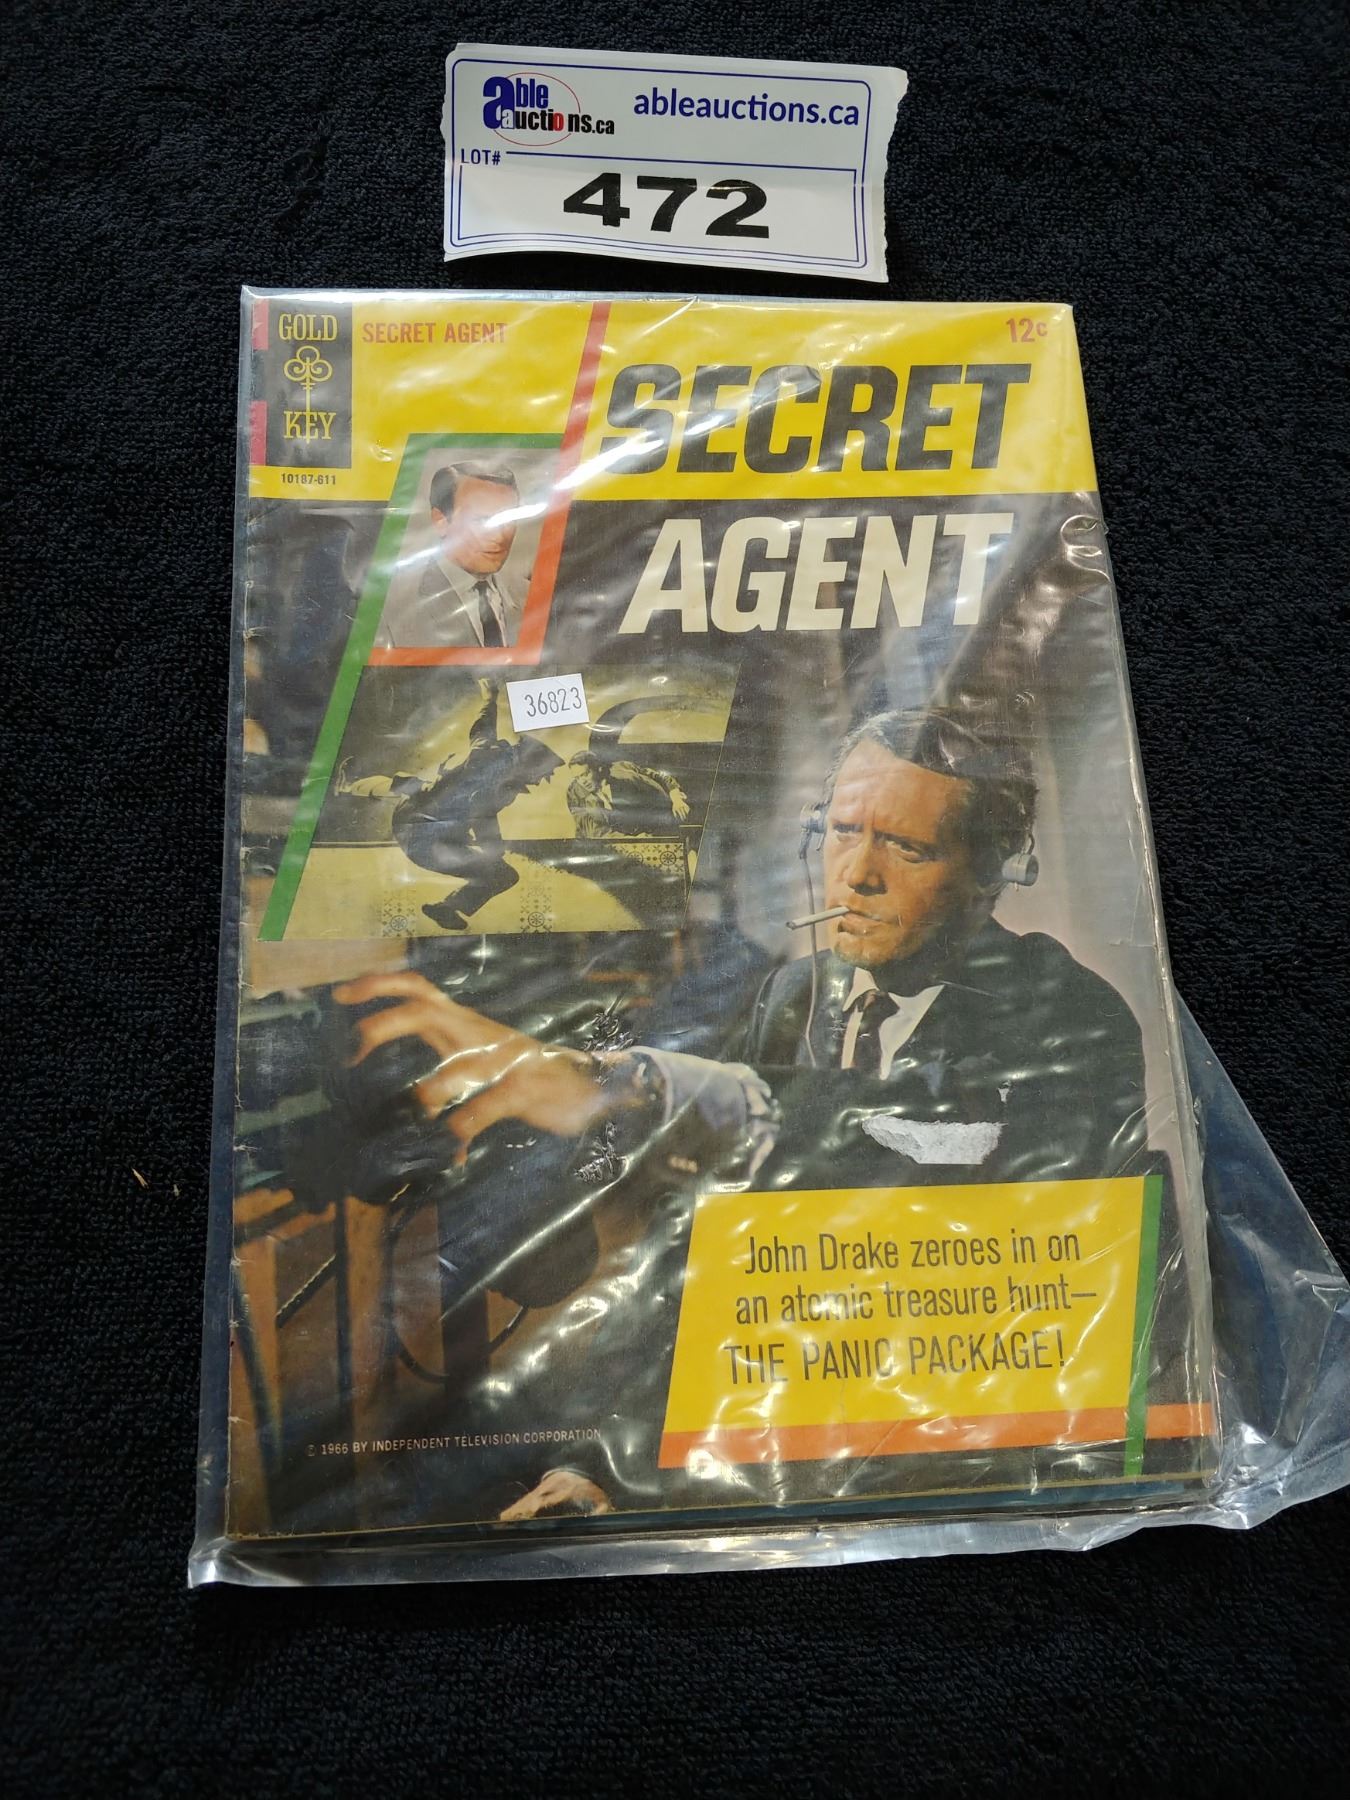 able
auctions.ca
ableauctions.ca
LOT#
472
GOLD
KEY
10187-611
SECRET AGENT
12¢
SECRET
AGENT
36823
John Drake zeroes in on
an atomic treasure hunt—
THE PANIC PACKAGE!
© 1966 BY INDEPENDENT TELEVISION CORPORATION